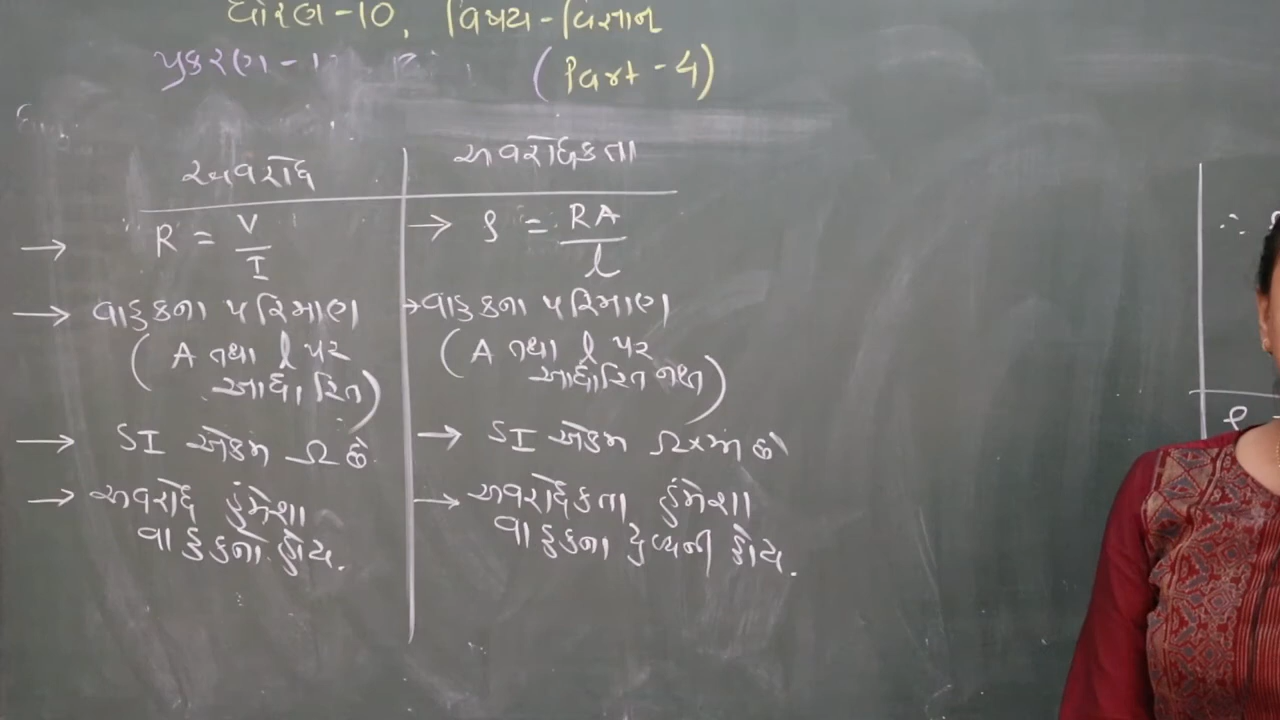 ધોરણ-10, વિષય-વિજ્ઞાન
પ્રકરણ-
(Part-4)
અવરોધ
→ R = V/I
→ વાહકના પરિમાણ
(A તથા l પર
આધારિત)
→ SI એકમ Ω છે.
→ અવરોધ હંમેશા
વાહકનો હોય.
અવરોધકતા
→ ρ = RA/l
→ વાહકના પરિમાણ
(A તથા l પર
આધારિત નથી)
→ SI એકમ Ω×m છે
→ અવરોધકતા હંમેશા
વાહકના દ્રવ્યની હોય.
∴
ρ